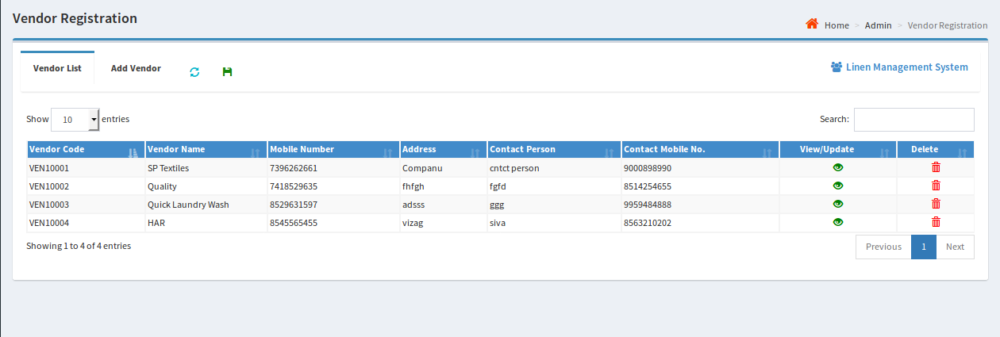 Vendor Registration
Home > Admin > Vendor Registration
Vendor List Add Vendor Linen Management System
Show 10 entries Search:
Vendor Code Vendor Name Mobile Number Address Contact Person Contact Mobile No. View/Update Delete
VEN10001 SP Textiles 7396262661 Companu cntct person 9000898990
VEN10002 Quality 7418529635 fhfgh fgfd 8514254655
VEN10003 Quick Laundry Wash 8529631597 adsss ggg 9959484888
VEN10004 HAR 8545565455 vizag siva 8563210202
Showing 1 to 4 of 4 entries Previous 1 Next